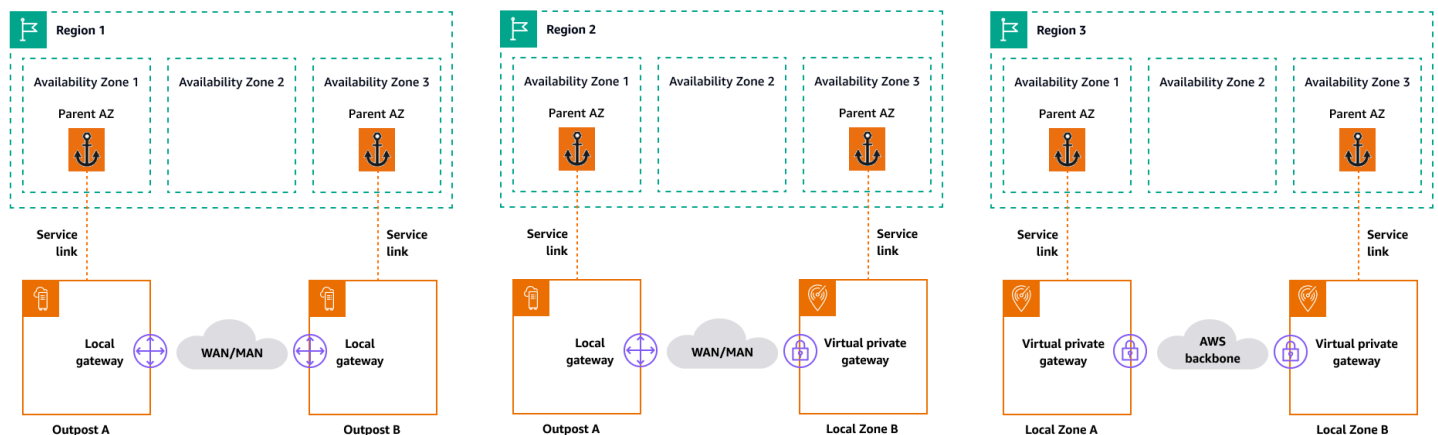 Region 1
Availability Zone 1
Availability Zone 2
Availability Zone 3
Parent AZ
Parent AZ
Service
link
Service
link
Local
gateway
WAN/MAN
Local
gateway
Outpost A
Outpost B
Region 2
Availability Zone 1
Availability Zone 2
Availability Zone 3
Parent AZ
Parent AZ
Service
link
Service
link
Local
gateway
WAN/MAN
Virtual private
gateway
Outpost A
Local Zone B
Region 3
Availability Zone 1
Availability Zone 2
Availability Zone 3
Parent AZ
Parent AZ
Service
link
Service
link
Virtual private
gateway
AWS
backbone
Virtual private
gateway
Local Zone A
Local Zone B